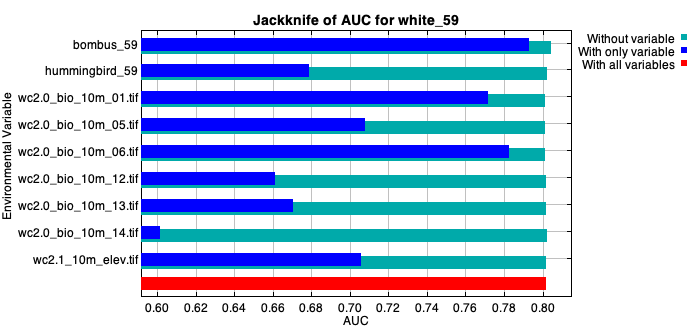 Jackknife of AUC for white_59
Without variable
With only variable
With all variables
Environmental Variable
bombus_59
hummingbird_59
wc2.0_bio_10m_01.tif
wc2.0_bio_10m_05.tif
wc2.0_bio_10m_06.tif
wc2.0_bio_10m_12.tif
wc2.0_bio_10m_13.tif
wc2.0_bio_10m_14.tif
wc2.1_10m_elev.tif
0.60 0.62 0.64 0.66 0.68 0.70 0.72 0.74 0.76 0.78 0.80
AUC